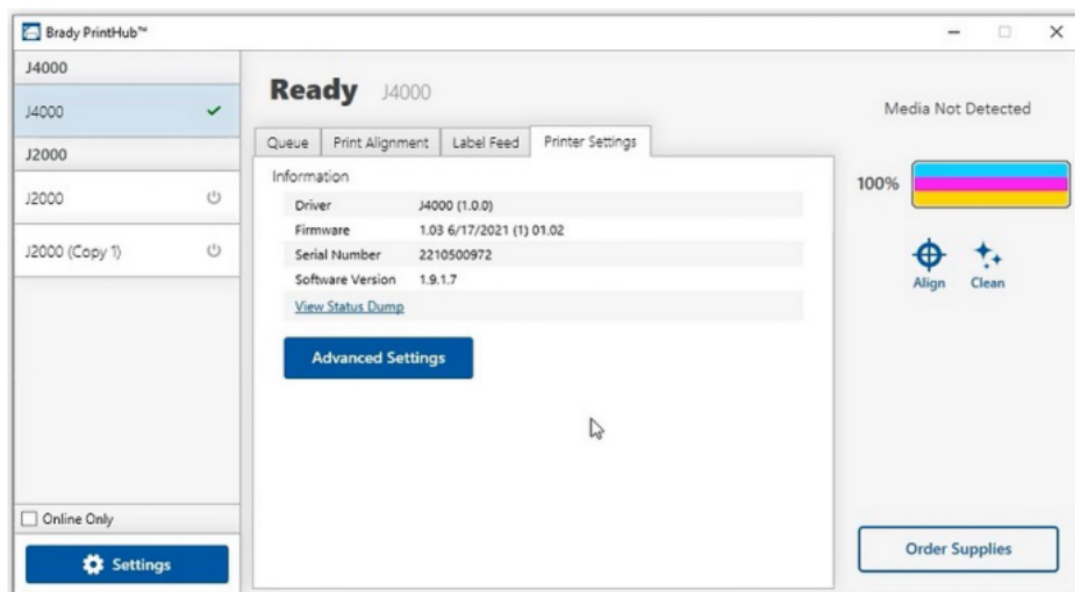 Brady PrintHub™
J4000
J4000
J2000
J2000
J2000 (Copy 1)
Online Only
Settings
Ready J4000
Queue Print Alignment Label Feed Printer Settings
Information
Driver J4000 (1.0.0)
Firmware 1.03 6/17/2021 (1) 01.02
Serial Number 2210500972
Software Version 1.9.1.7
View Status Dump
Advanced Settings
Media Not Detected
100%
Align Clean
Order Supplies